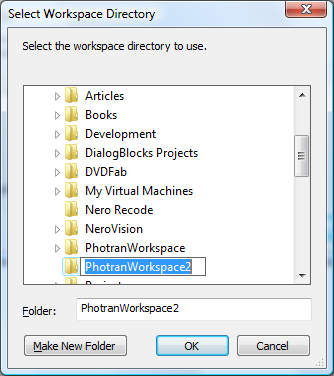 Select Workspace Directory
Select the workspace directory to use.
Articles
Books
Development
DialogBlocks Projects
DVDFab
My Virtual Machines
Nero Recode
NeroVision
PhotranWorkspace
PhotranWorkspace2
Folder: PhotranWorkspace2
Make New Folder OK Cancel